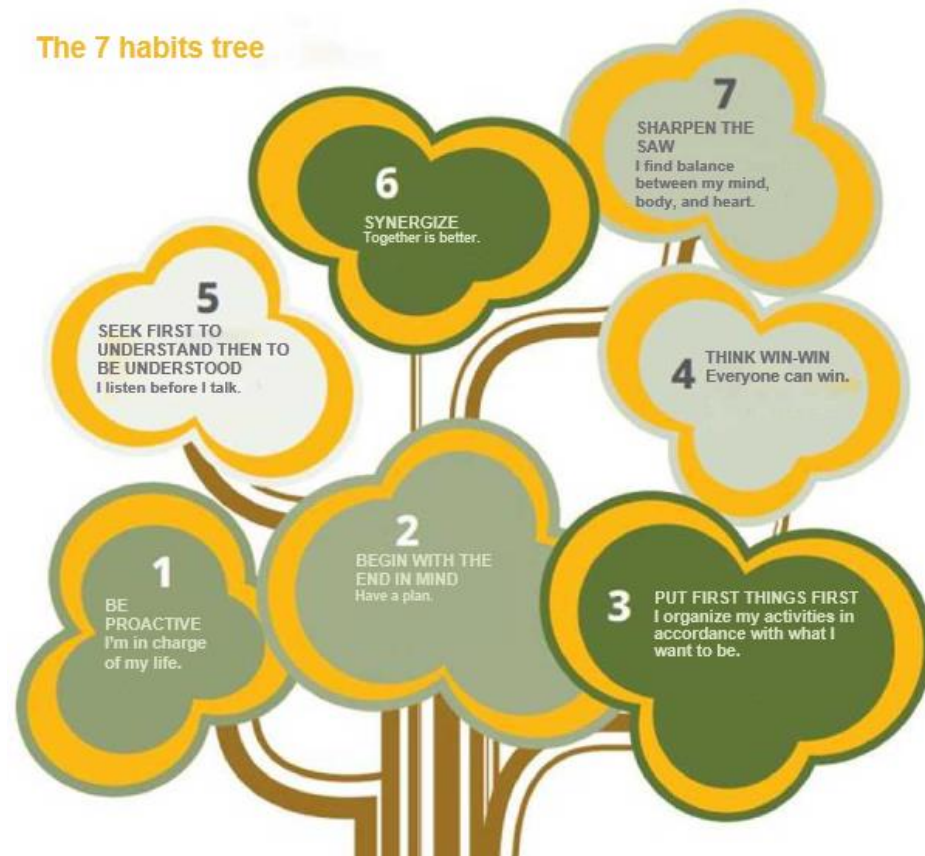 The 7 habits tree
1
BE
PROACTIVE
I'm in charge
of my life.
2
BEGIN WITH THE
END IN MIND
Have a plan.
3
PUT FIRST THINGS FIRST
I organize my activities in
accordance with what I
want to be.
4
THINK WIN-WIN
Everyone can win.
5
SEEK FIRST TO
UNDERSTAND THEN TO
BE UNDERSTOOD
I listen before I talk.
6
SYNERGIZE
Together is better.
7
SHARPEN THE
SAW
I find balance
between my mind,
body, and heart.